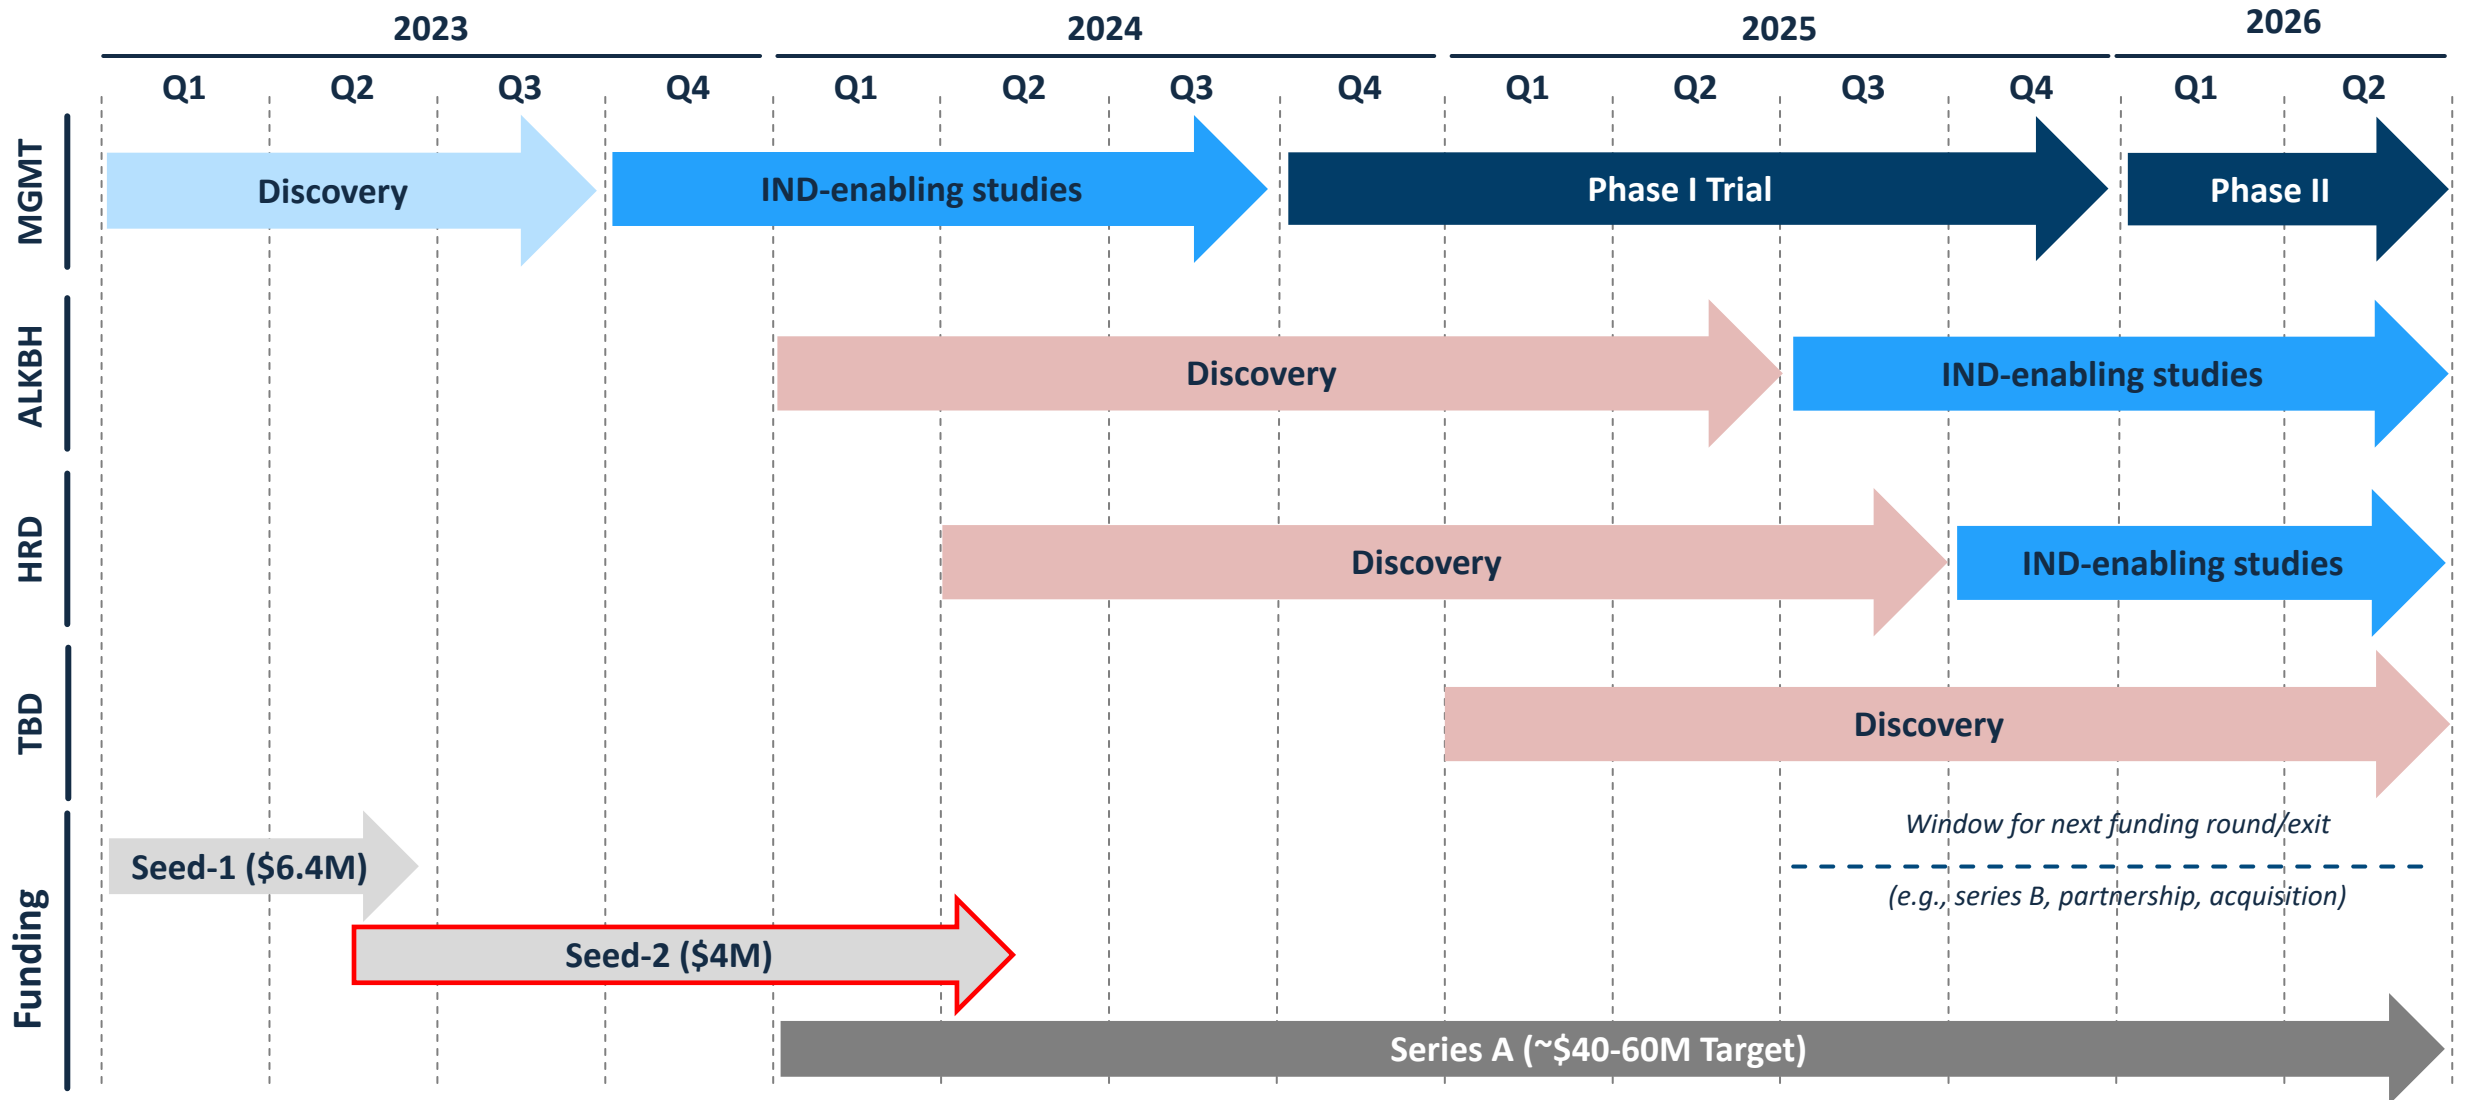 2023
2024
2025
2026
Q1 Q2 Q3 Q4 Q1 Q2 Q3 Q4 Q1 Q2 Q3 Q4 Q1 Q2
MGMT
Discovery
IND-enabling studies
Phase I Trial
Phase II
ALKBH
Discovery
IND-enabling studies
HRD
Discovery
IND-enabling studies
TBD
Discovery
Funding
Window for next funding round/exit
Seed-1 ($6.4M)
(e.g., series B, partnership, acquisition)
Seed-2 ($4M)
Series A (~$40-60M Target)